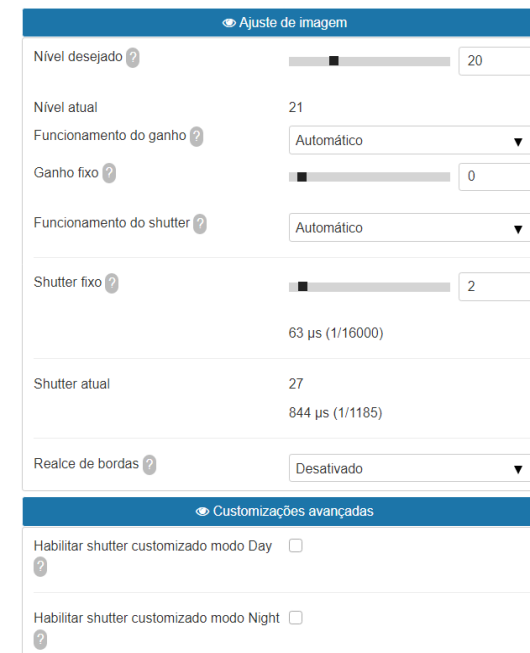 Ajuste de imagem
Nível desejado ?
20
Nível atual
21
Funcionamento do ganho ?
Automático
Ganho fixo ?
0
Funcionamento do shutter ?
Automático
Shutter fixo ?
2
63 µs (1/16000)
Shutter atual
27
844 µs (1/1185)
Realce de bordas ?
Desativado
Customizações avançadas
Habilitar shutter customizado modo Day
?
Habilitar shutter customizado modo Night
?